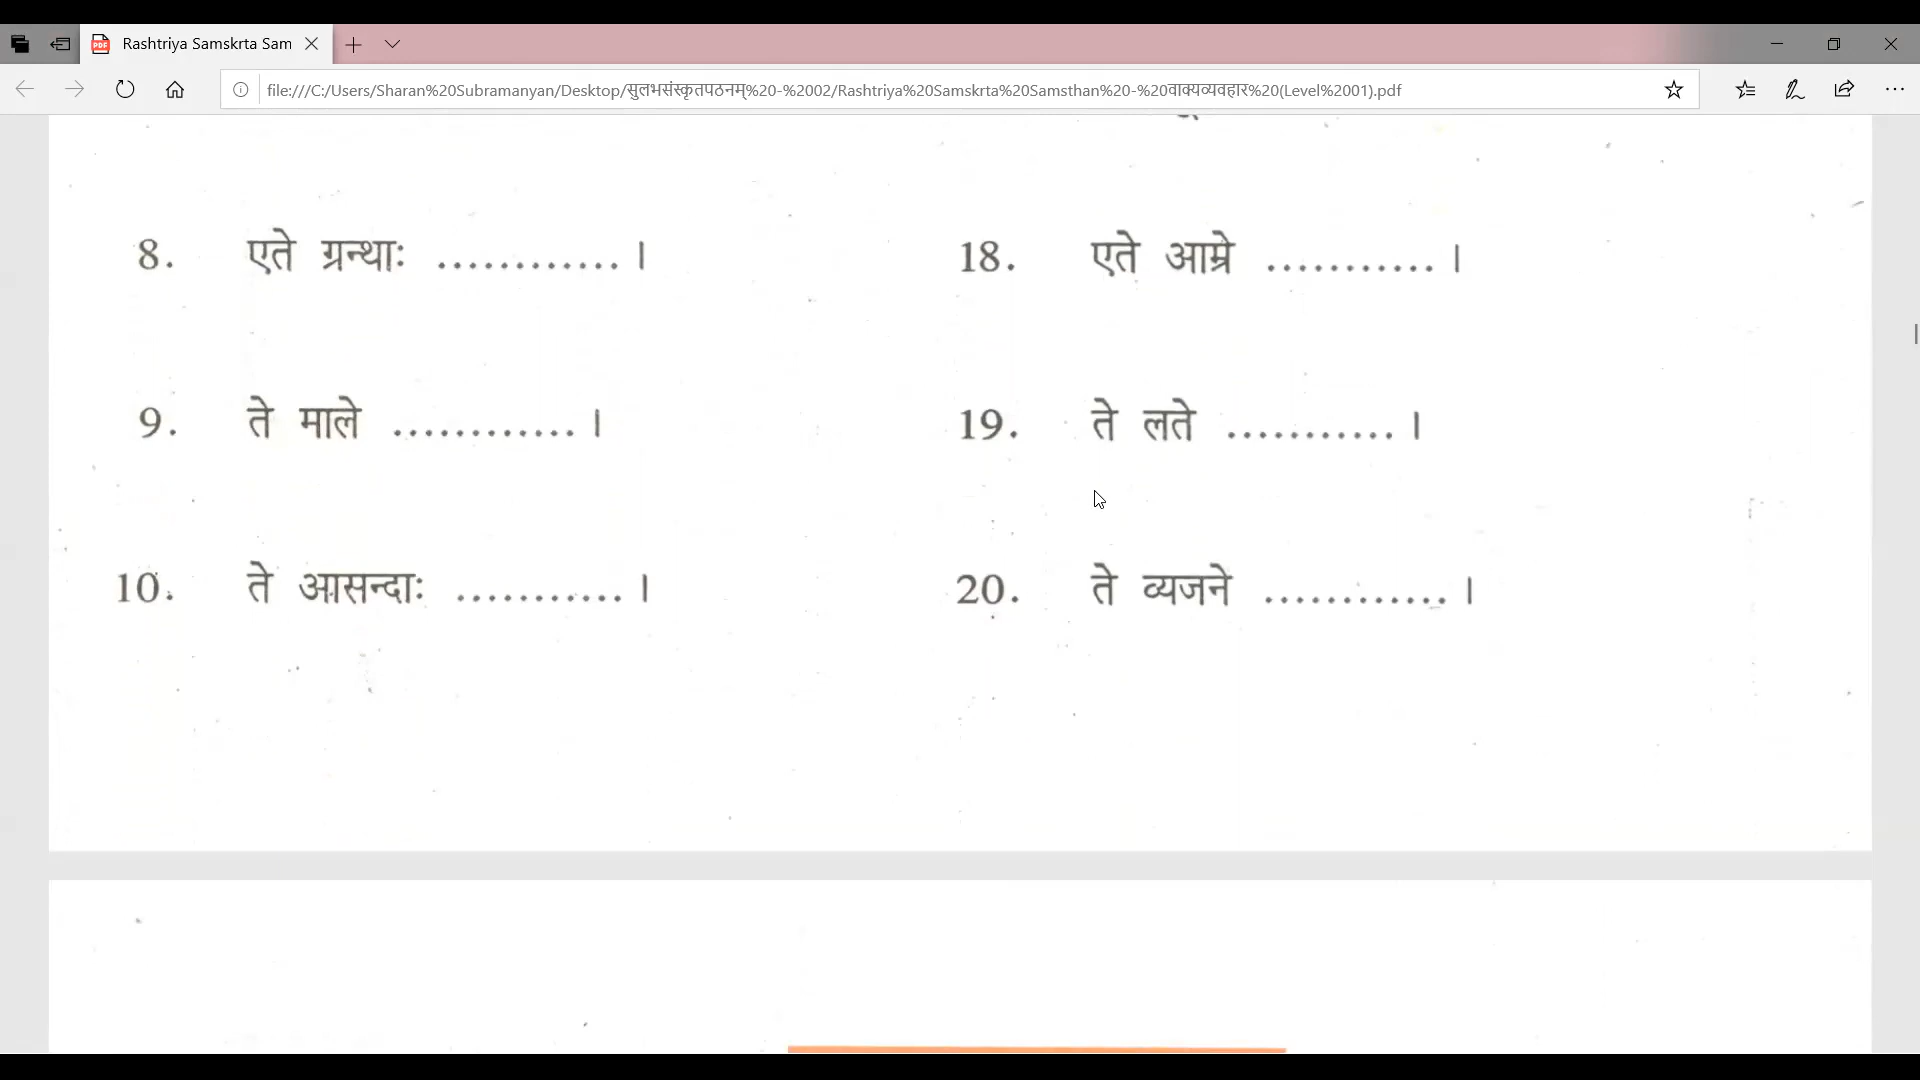 Rashtriya Samskrta Sam
file:///C:/Users/Sharan%20Subramanyan/Desktop/सुलभसंस्कृतपठनम्%20-%2002/Rashtriya%20Samskrta%20Samsthan%20-%20वाक्यव्यवहार%20(Level%2001).pdf
8. एते ग्रन्थाः ............ ।
18. एते आम्रे ........... ।
9. ते माले ............ ।
19. ते लते ........... ।
10. ते आसन्दाः ........... ।
20. ते व्यजने ............ ।